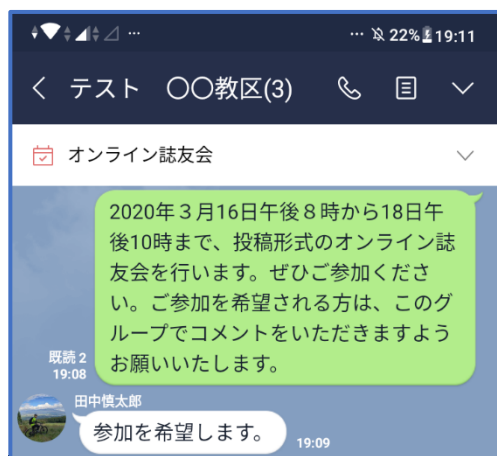 … … 22% 19:11
テスト 〇〇教区(3)
オンライン誌友会
2020年３月16日午後８時から18日午
後10時まで、投稿形式のオンライン誌
友会を行います。ぜひご参加くださ
い。ご参加を希望される方は、このグ
ループでコメントをいただきますよう
お願いいたします。
既読 2
19:08
田中慎太郎
参加を希望します。
19:09